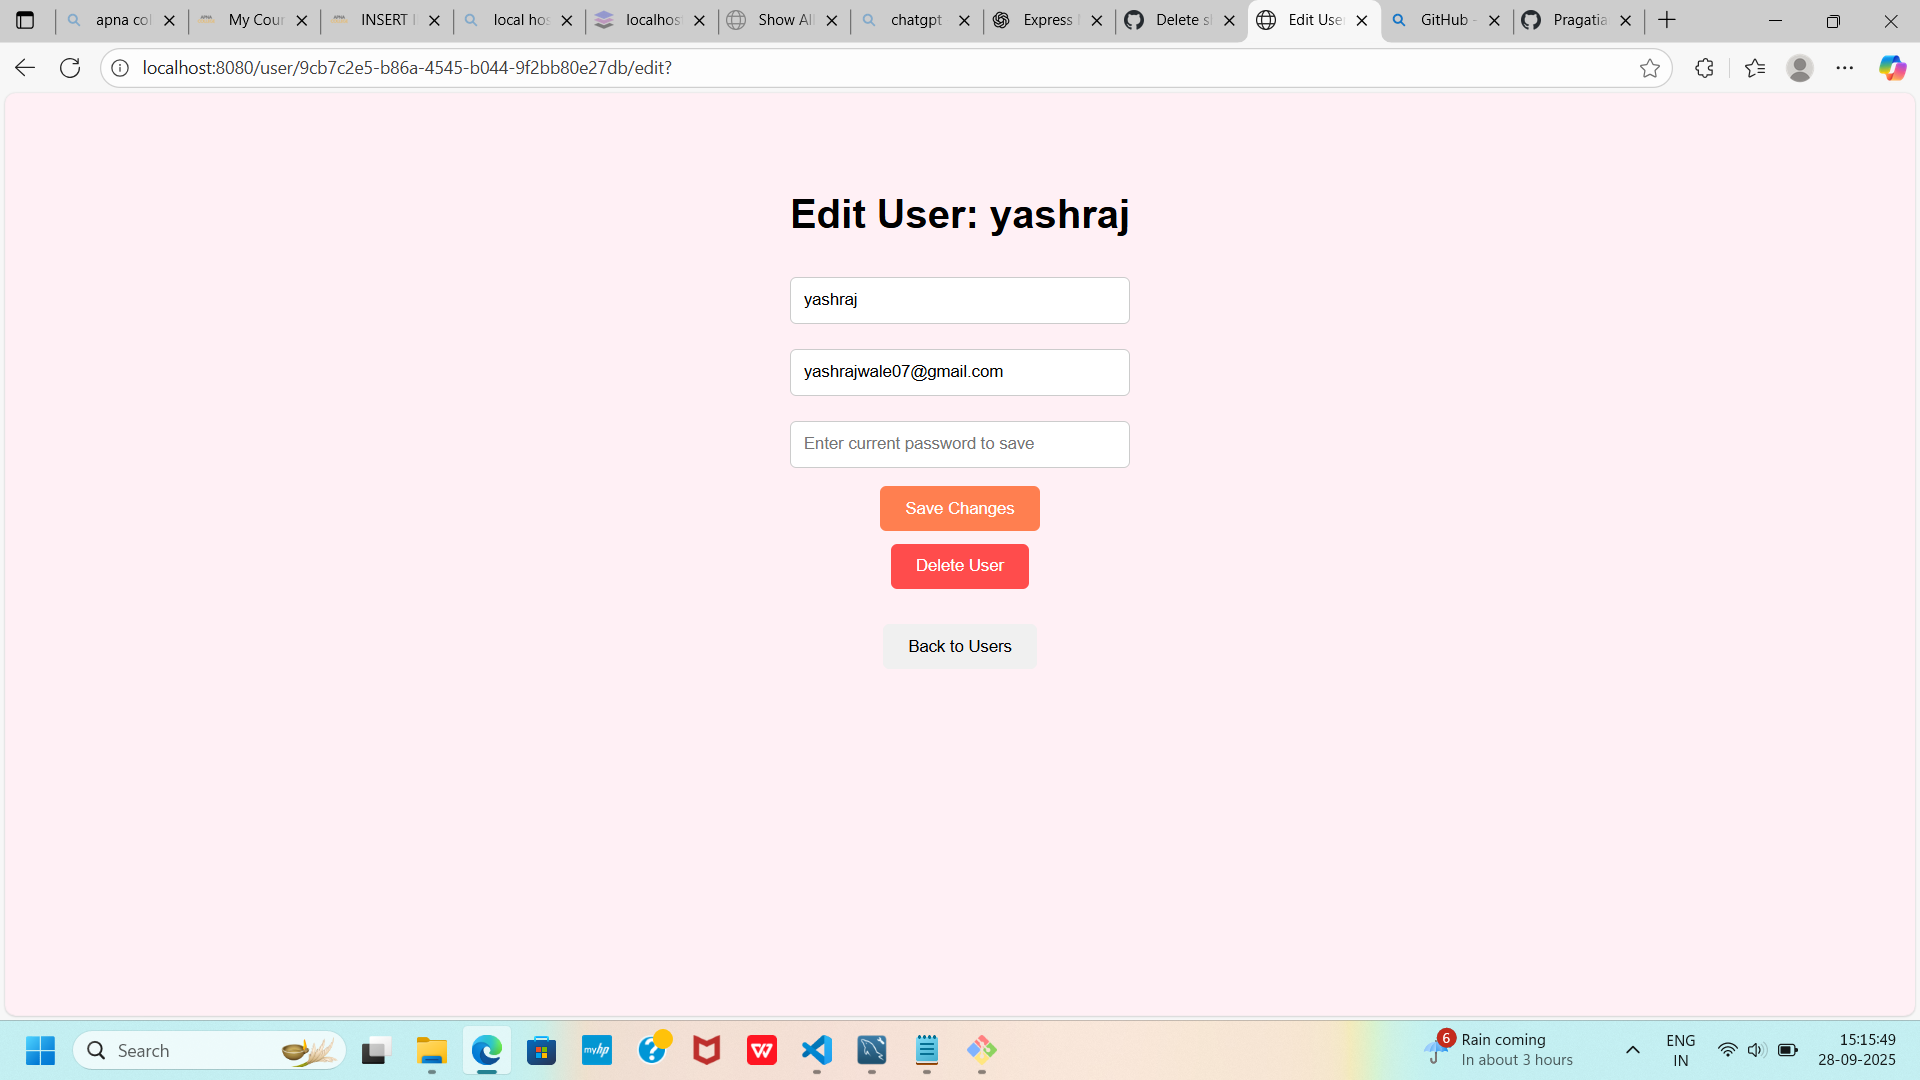 apna col
My Cour
INSERT I
local hos
localhos
Show All
chatgpt
Express
Delete sl
Edit User
GitHub -
Pragatia
localhost:8080/user/9cb7c2e5-b86a-4545-b044-9f2bb80e27db/edit?
Edit User: yashraj
yashraj
yashrajwale07@gmail.com
Enter current password to save
Save Changes
Delete User
Back to Users
Search
myhp
6
Rain coming
In about 3 hours
ENG
IN
15:15:49
28-09-2025